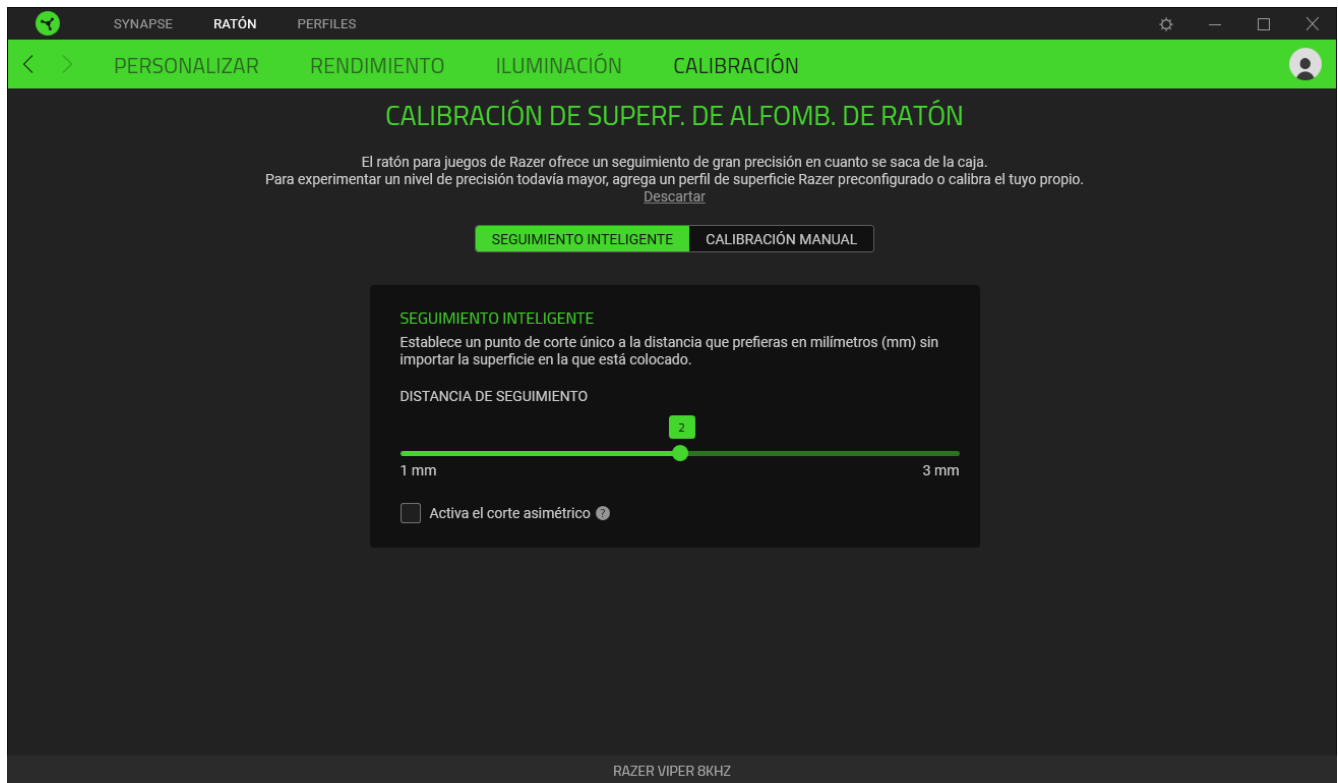 SYNAPSE RATÓN PERFILES
PERSONALIZAR RENDIMIENTO ILUMINACIÓN CALIBRACIÓN
CALIBRACIÓN DE SUPERF. DE ALFOMB. DE RATÓN
El ratón para juegos de Razer ofrece un seguimiento de gran precisión en cuanto se saca de la caja.
Para experimentar un nivel de precisión todavía mayor, agrega un perfil de superficie Razer preconfigurado o calibra el tuyo propio.
Descartar
SEGUIMIENTO INTELIGENTE CALIBRACIÓN MANUAL
SEGUIMIENTO INTELIGENTE
Establece un punto de corte único a la distancia que prefieras en milímetros (mm) sin
importar la superficie en la que está colocado.
DISTANCIA DE SEGUIMIENTO
2
1 mm 3 mm
Activa el corte asimétrico ?
RAZER VIPER 8KHZ